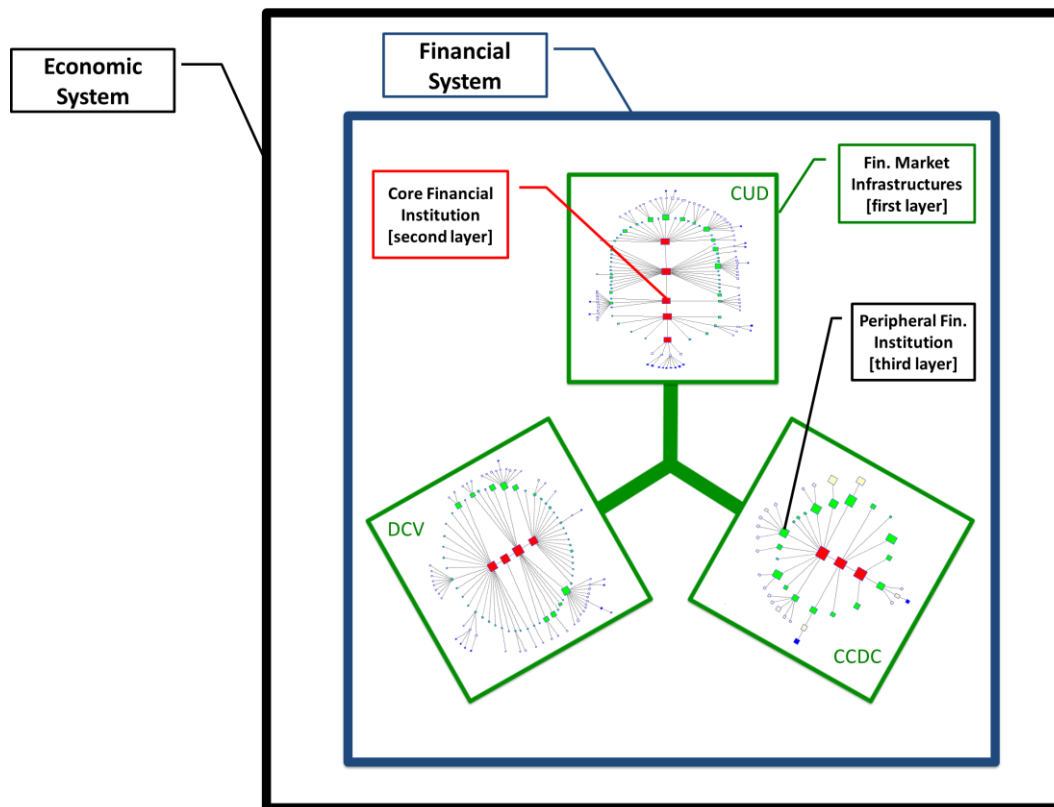 Economic
System
Financial
System
Fin. Market
Infrastructures
[first layer]
Core Financial
Institution
[second layer]
CUD
Peripheral Fin.
Institution
[third layer]
DCV
CCDC